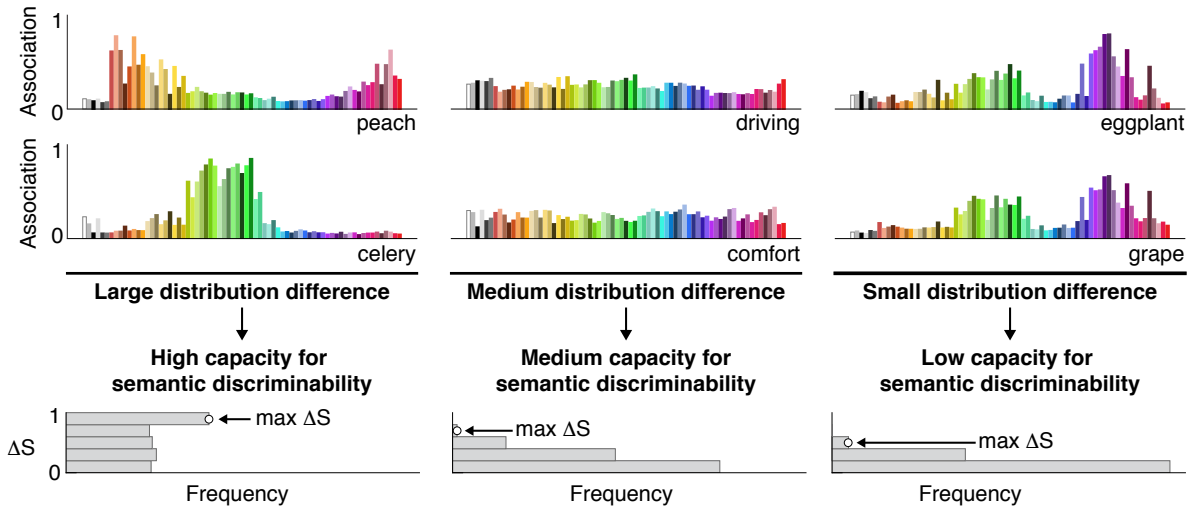 1
Association
0
peach
driving
eggplant
1
Association
0
celery
comfort
grape
Large distribution difference
Medium distribution difference
Small distribution difference
High capacity for
semantic discriminability
Medium capacity for
semantic discriminability
Low capacity for
semantic discriminability
1
ΔS
0
max ΔS
max ΔS
max ΔS
Frequency
Frequency
Frequency